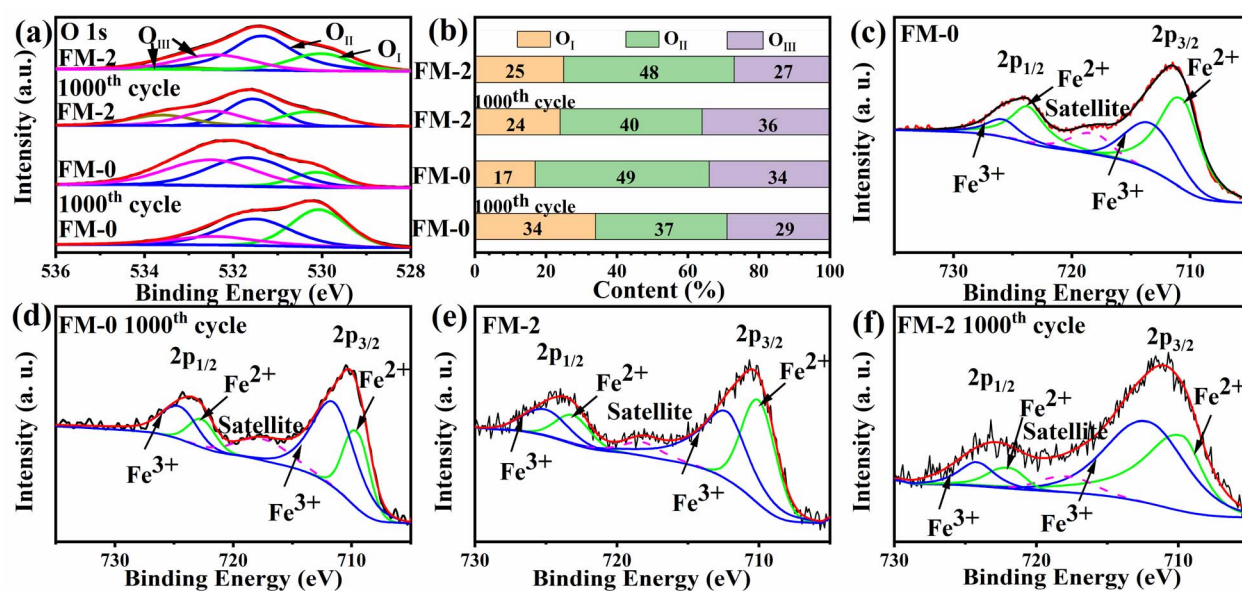 (a) O 1s
O_III
O_II
O_I
FM-2
1000th cycle
FM-2
FM-0
1000th cycle
FM-0
Intensity (a.u.)
536 535 534 533 532 531 530 529 528
Binding Energy (eV)
(b)
O_I O_II O_III
FM-2 25 48 27
1000th cycle
FM-2 24 40 36
FM-0 17 49 34
1000th cycle
FM-0 34 37 29
0 20 40 60 80 100
Content (%)
(c) FM-0
2p3/2
2p1/2
Fe2+
Fe2+
Satellite
Fe3+
Fe3+
Intensity (a. u.)
730 720 710
Binding Energy (eV)
(d) FM-0 1000th cycle
2p3/2
2p1/2
Fe2+
Fe2+
Satellite
Fe3+
Fe3+
Intensity (a. u.)
730 720 710
Binding Energy (eV)
(e) FM-2
2p3/2
2p1/2
Fe2+
Fe2+
Satellite
Fe3+
Fe3+
Intensity (a. u.)
730 720 710
Binding Energy (eV)
(f) FM-2 1000th cycle
2p3/2
2p1/2
Fe2+
Fe2+
Satellite
Fe3+
Fe3+
Intensity (a. u.)
730 720 710
Binding Energy (eV)